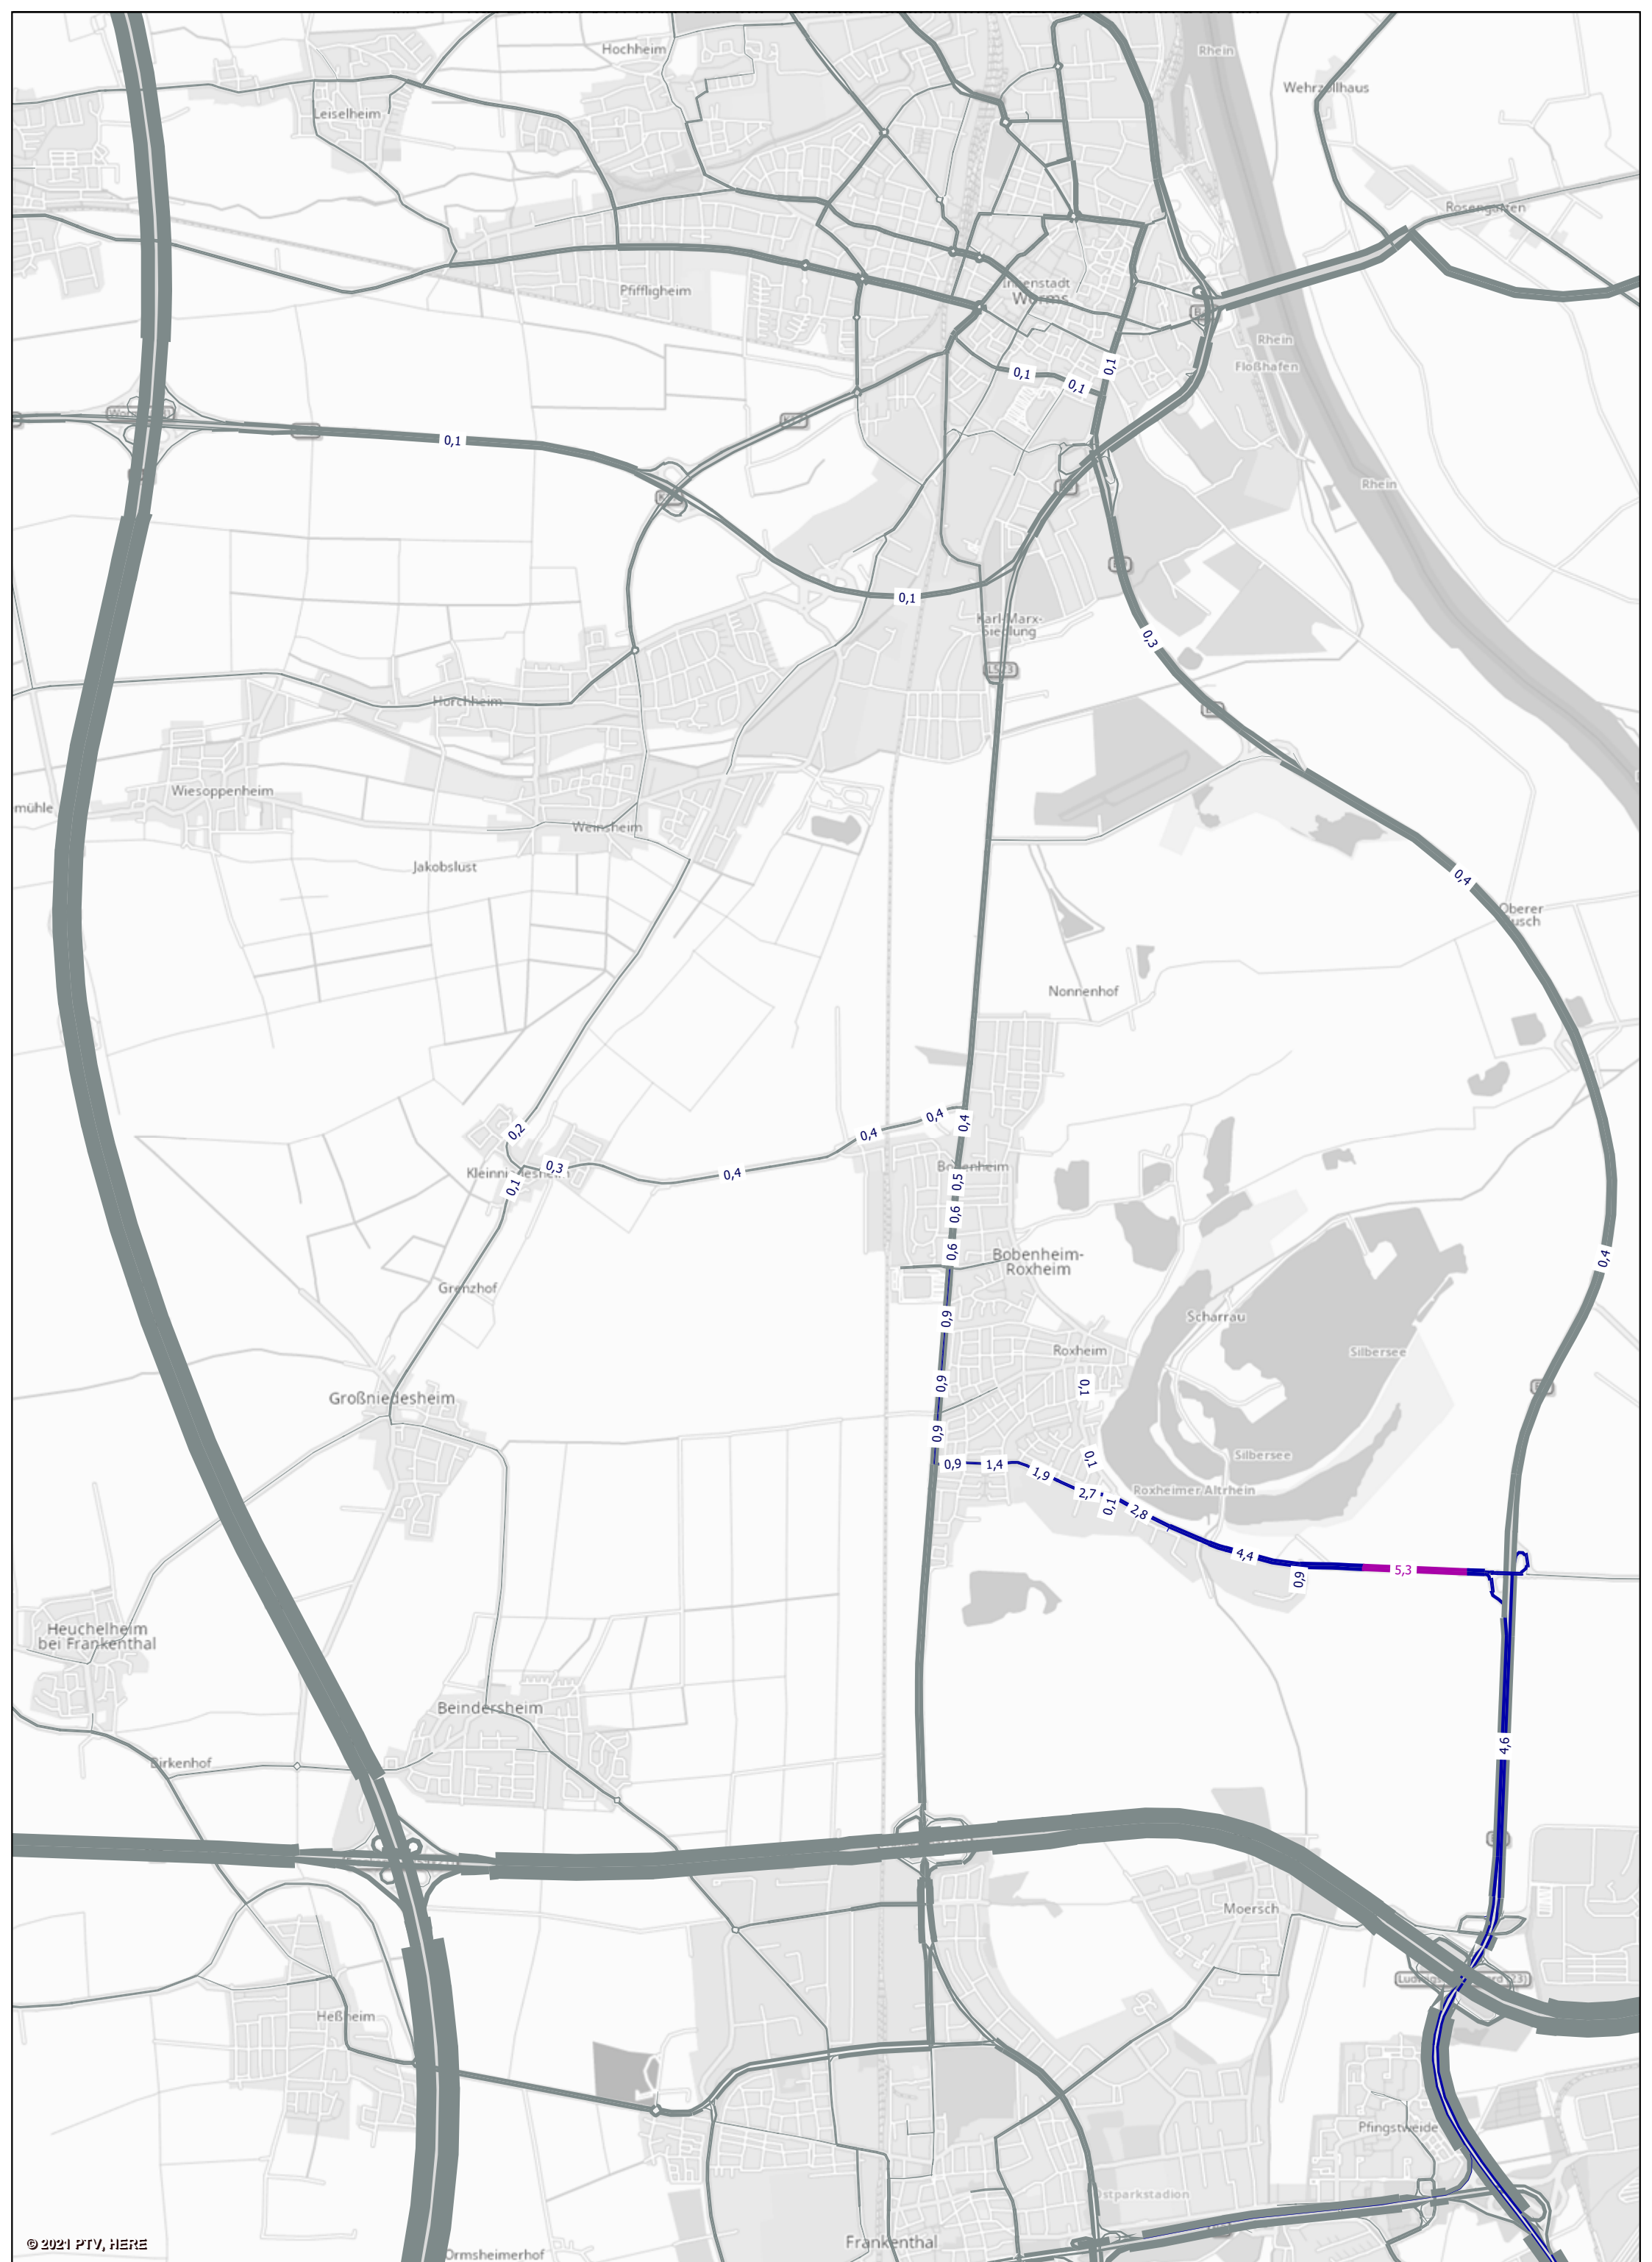 Hochheim
Rhein
Wehrzollhaus
Leiselheim
Rosengarten
Pfiffligheim
Innenstadt
Worms
Rhein
Floßhafen
0,1
0,1
0,1
0,1
Rhein
0,1
Karl-Marx-
Siedlung
0,3
Horchheim
Wiesoppenheim
mühle
Weinsheim
Jakobslust
0,4
Oberer
Busch
Nonnenhof
0,2
0,4
0,4
0,4
0,3
0,4
Kleinniedesheim
Bobenheim
0,1
0,5
0,6
0,6
Bobenheim-
Roxheim
0,4
Grenzhof
Scharrau
0,9
Roxheim
Silbersee
0,9
0,1
Großniedesheim
0,9
Silbersee
0,9
1,4
1,9
0,1
2,7
0,1
2,8
Roxheimer Altrhein
4,4
0,9
5,3
Heuchelheim
bei Frankenthal
Beindersheim
4,6
Birkenhof
Moersch
Heßheim
Pfingstweide
Ostparkstadion
Frankenthal
Ormsheimerhof
© 2021 PTV, HERE